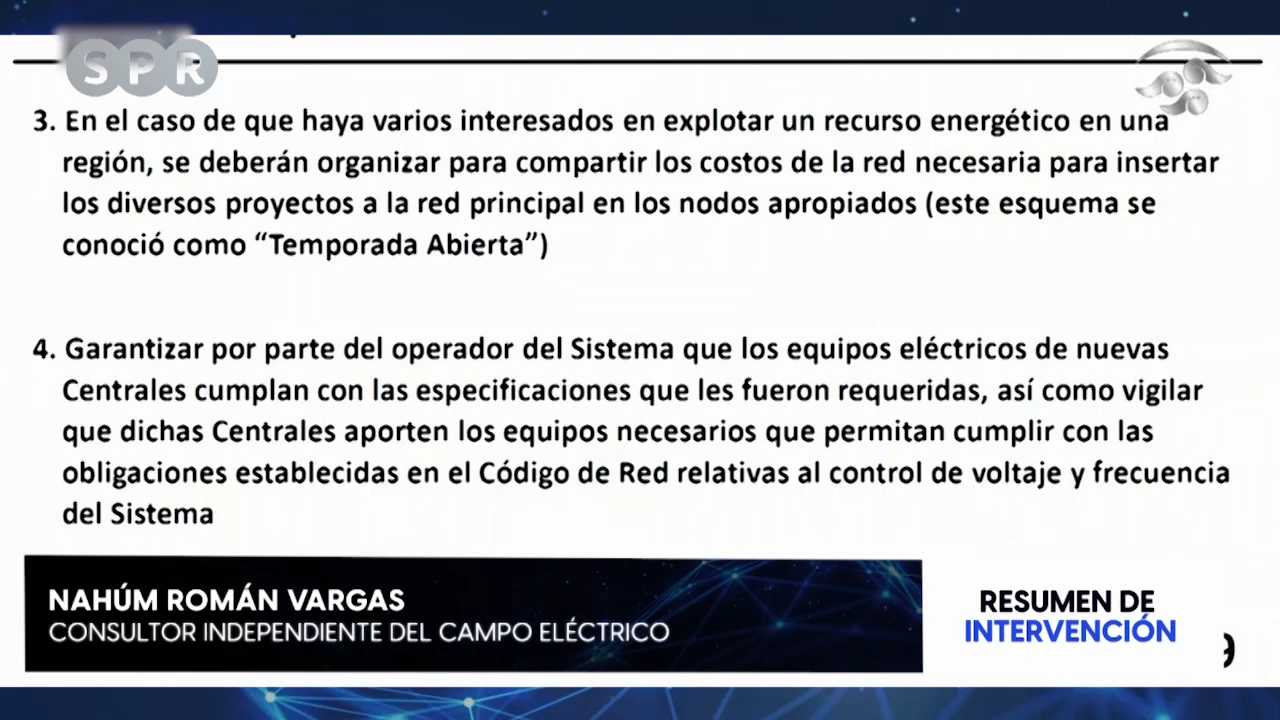 SPR
3. En el caso de que haya varios interesados en explotar un recurso energético en una
región, se deberán organizar para compartir los costos de la red necesaria para insertar
los diversos proyectos a la red principal en los nodos apropiados (este esquema se
conoció como “Temporada Abierta”)
4. Garantizar por parte del operador del Sistema que los equipos eléctricos de nuevas
Centrales cumplan con las especificaciones que les fueron requeridas, así como vigilar
que dichas Centrales aporten los equipos necesarios que permitan cumplir con las
obligaciones establecidas en el Código de Red relativas al control de voltaje y frecuencia
del Sistema
NAHÚM ROMÁN VARGAS
CONSULTOR INDEPENDIENTE DEL CAMPO ELÉCTRICO
RESUMEN DE
INTERVENCIÓN